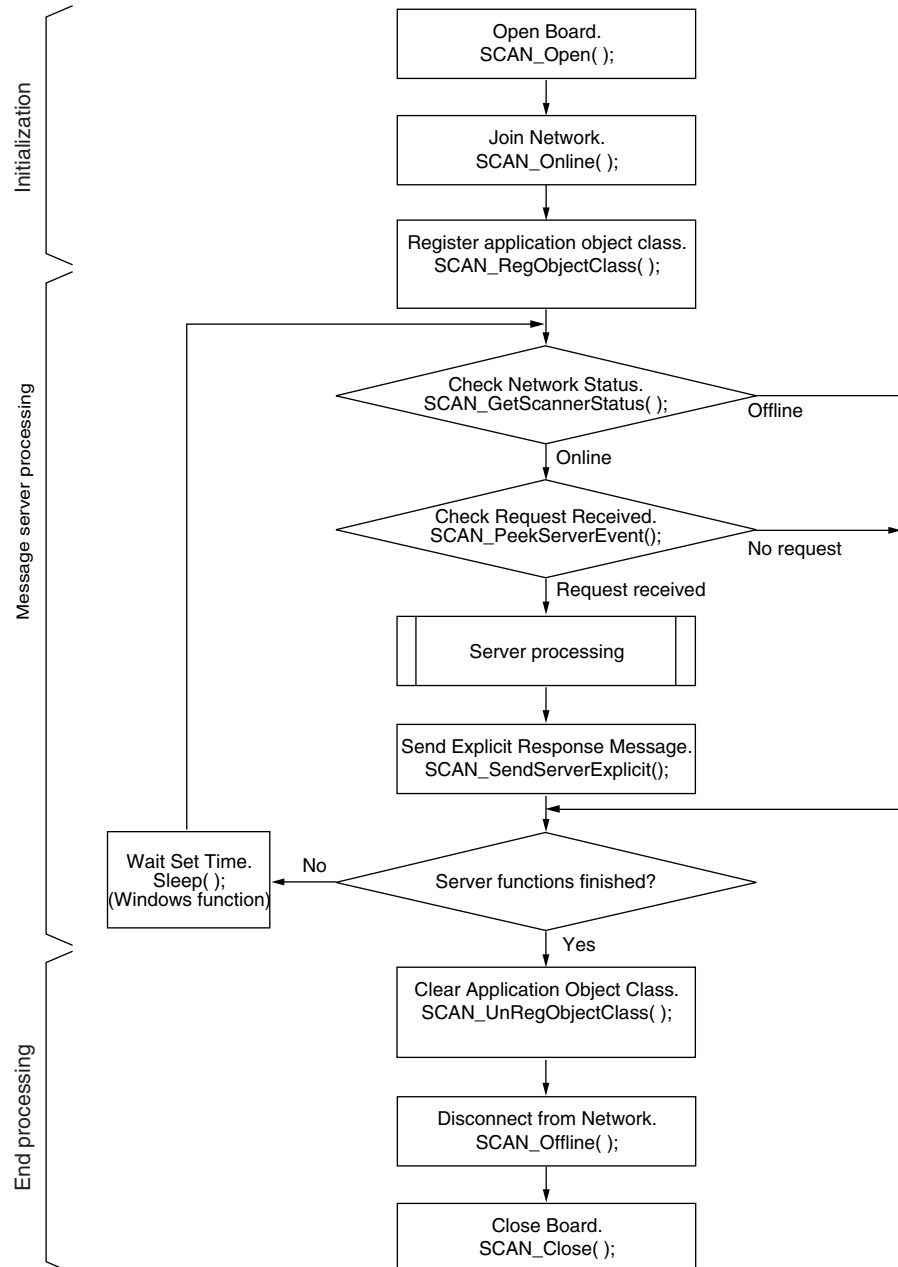 Initialization
Open Board.
SCAN_Open( );
Join Network.
SCAN_Online( );
Register application object class.
SCAN_RegObjectClass( );
Message server processing
Check Network Status.
SCAN_GetScannerStatus( );
Offline
Online
Check Request Received.
SCAN_PeekServerEvent();
No request
Request received
Server processing
Send Explicit Response Message.
SCAN_SendServerExplicit();
Wait Set Time.
Sleep( );
(Windows function)
No
Server functions finished?
Yes
End processing
Clear Application Object Class.
SCAN_UnRegObjectClass( );
Disconnect from Network.
SCAN_Offline( );
Close Board.
SCAN_Close( );